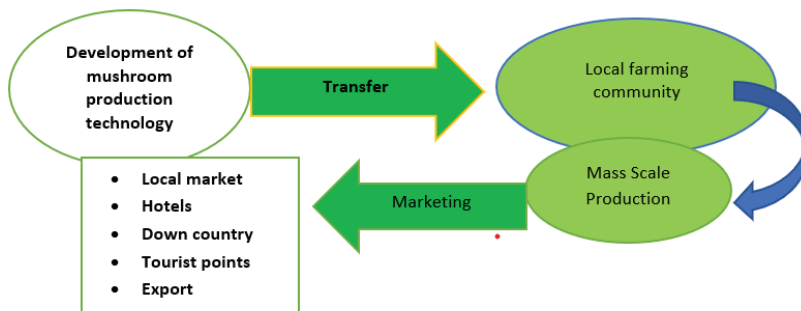 Development of
mushroom
production
technology
Transfer
Local farming
community
Mass Scale
Production
Marketing
• Local market
• Hotels
• Down country
• Tourist points
• Export